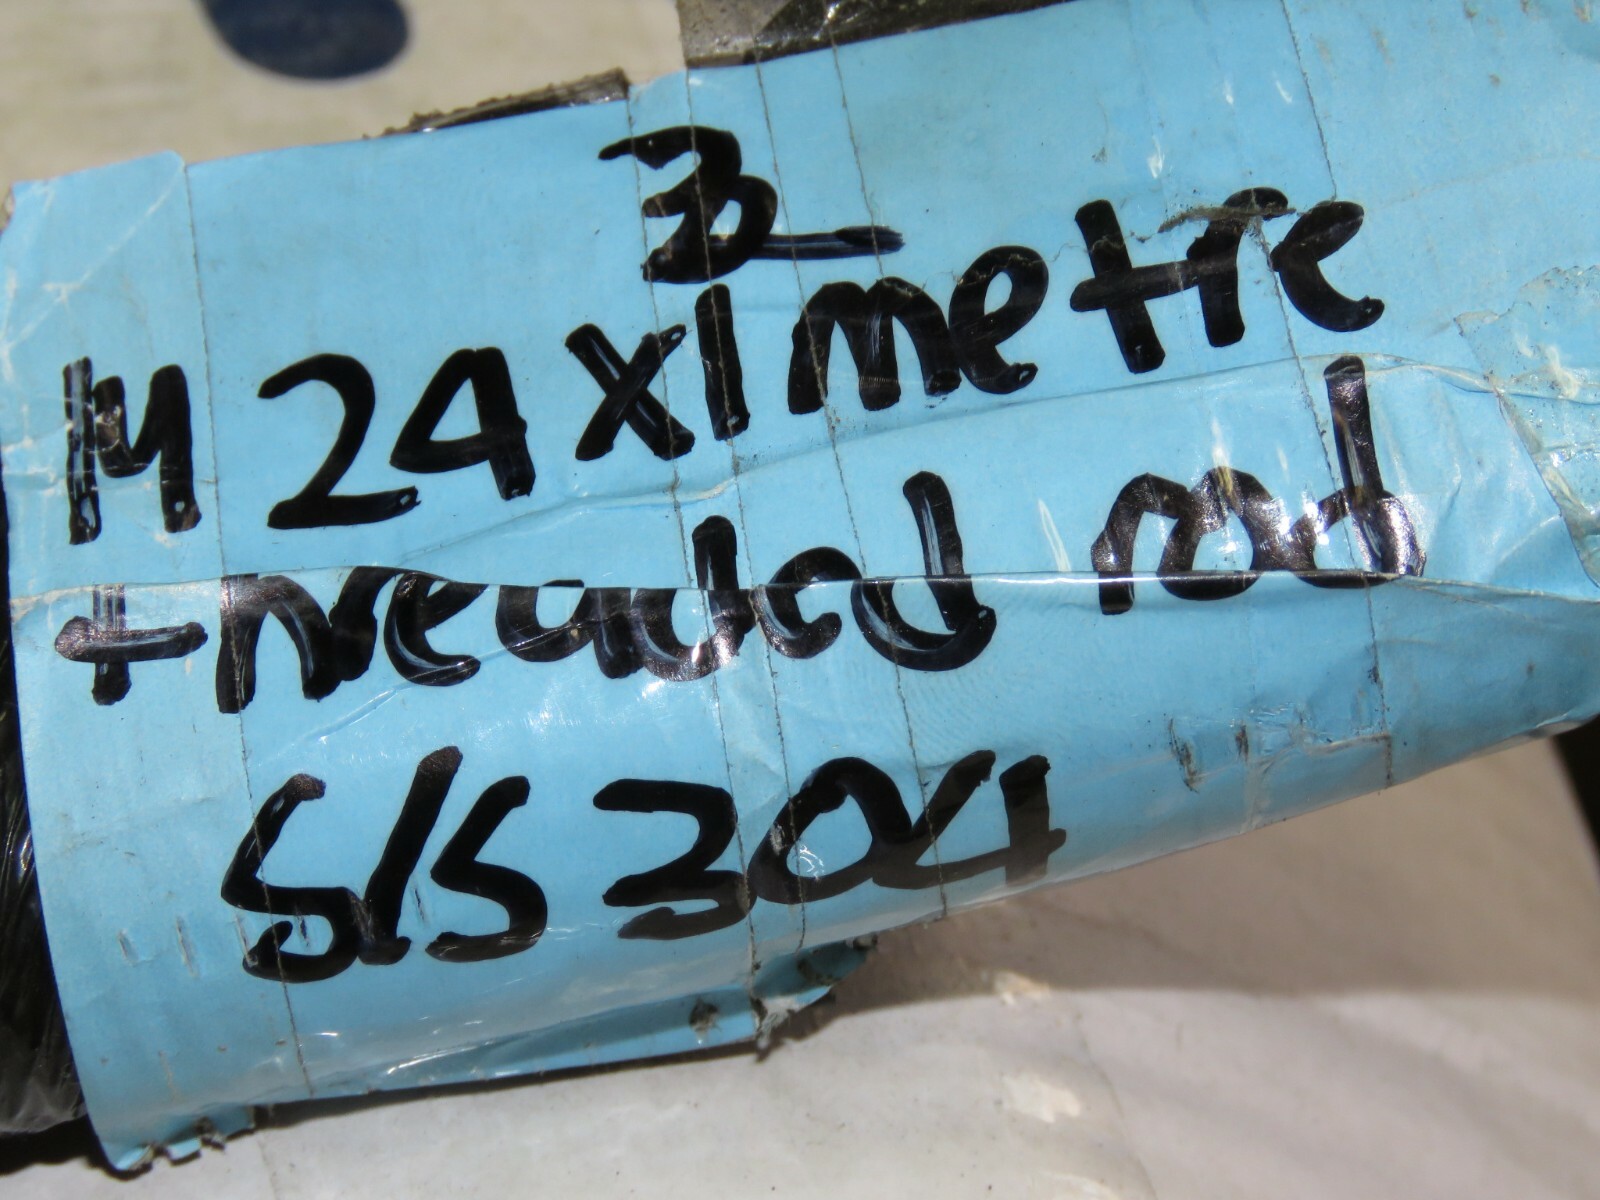 3
M24x1metre
threaded rod
S/S304